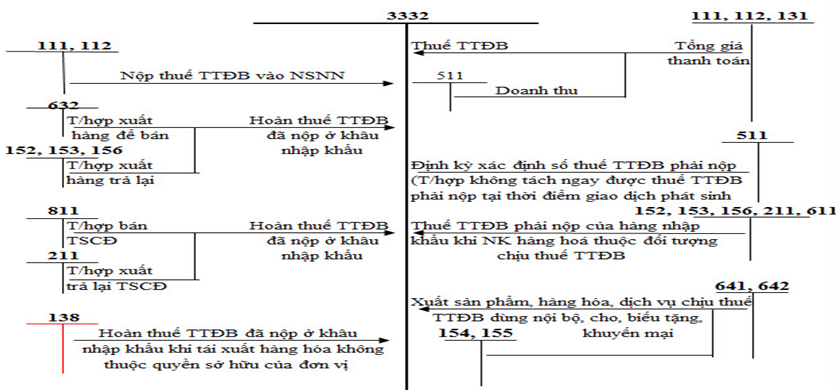 3332
111, 112
Nộp thuế TTĐB vào NSNN
632
T/hợp xuất
hàng để bán
Hoàn thuế TTĐB
đã nộp ở khâu
nhập khẩu
152, 153, 156
T/hợp xuất
hàng trả lại
811
T/hợp bán
TSCĐ
Hoàn thuế TTĐB
đã nộp ở khâu
nhập khẩu
211
T/hợp xuất
trả lại TSCĐ
138
Hoàn thuế TTĐB đã nộp ở khâu
nhập khẩu khi tái xuất hàng hóa không
thuộc quyền sở hữu của đơn vị
111, 112, 131
Thuế TTĐB
Tổng giá
thanh toán
511
Doanh thu
511
Định kỳ xác định số thuế TTĐB phải nộp
(T/hợp không tách ngay được thuế TTĐB
phải nộp tại thời điểm giao dịch phát sinh
152, 153, 156, 211, 611
Thuế TTĐB phải nộp của hàng nhập
khẩu khi NK hàng hoá thuộc đối tượng
chịu thuế TTĐB
641, 642
Xuất sản phẩm, hàng hóa, dịch vụ chịu thuế
TTĐB dùng nội bộ, cho, biếu tặng,
khuyến mại
154, 155